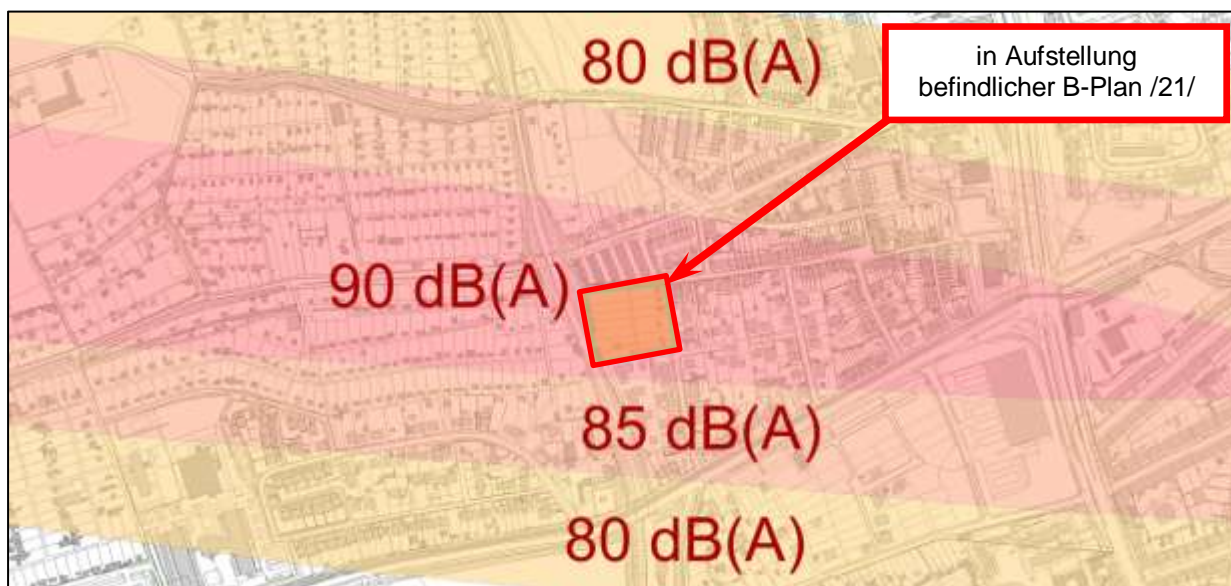 80 dB(A)
in Aufstellung
befindlicher B-Plan /21/
90 dB(A)
85 dB(A)
80 dB(A)